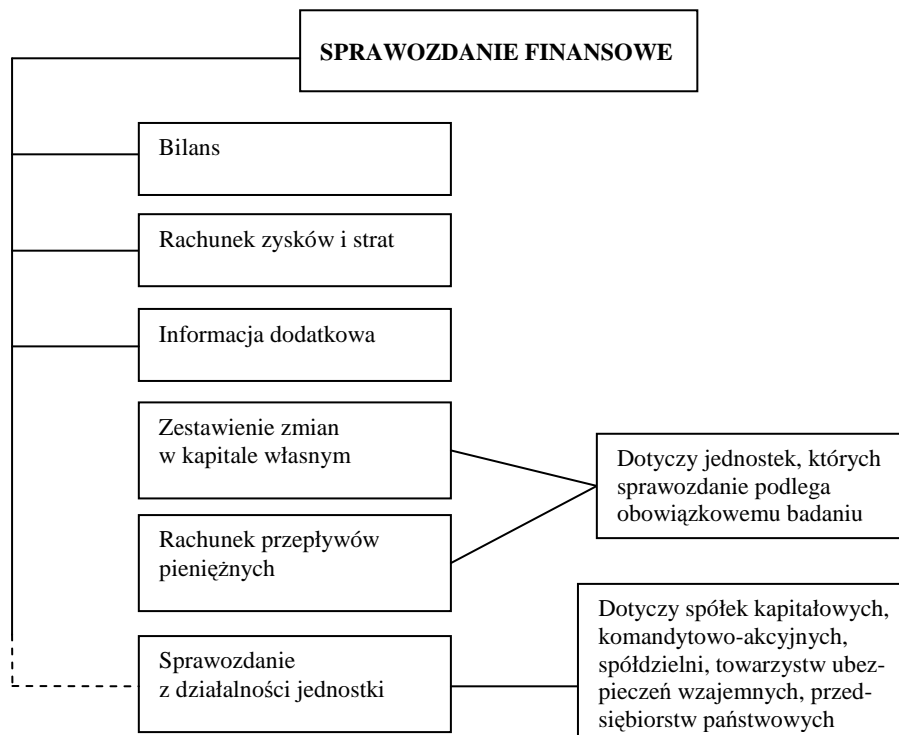 SPRAWOZDANIE FINANSOWE
Bilans
Rachunek zysków i strat
Informacja dodatkowa
Zestawienie zmian
w kapitale własnym
Dotyczy jednostek, których
sprawozdanie podlega
obowiązkowemu badaniu
Rachunek przepływów
pieniężnych
Sprawozdanie
z działalności jednostki
Dotyczy spółek kapitałowych,
komandytowo-akcyjnych,
spółdzielni, towarzystw ubez-
pieczeń wzajemnych, przed-
siębiorstw państwowych